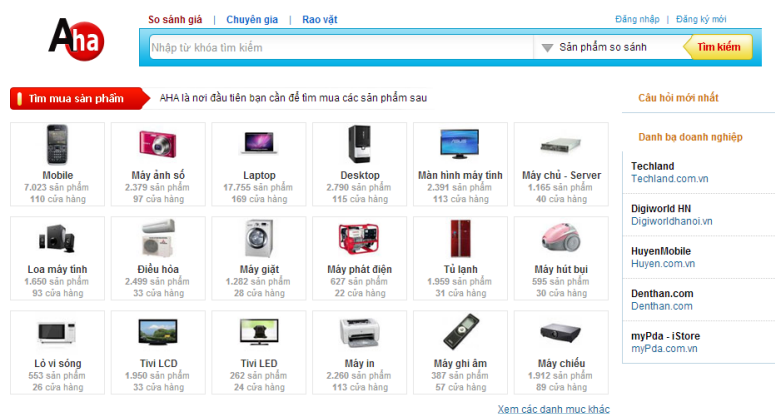 So sánh giá | Chuyên gia | Rao vặt
Đăng nhập | Đăng ký mới
Aha
Nhập từ khóa tìm kiếm
Sản phẩm so sánh
Tìm kiếm
Tìm mua sản phẩm
AHA là nơi đầu tiên bạn cần để tìm mua các sản phẩm sau
Mobile
7.023 sản phẩm
110 cửa hàng
Máy ảnh số
2.379 sản phẩm
97 cửa hàng
Laptop
17.755 sản phẩm
169 cửa hàng
Desktop
2.790 sản phẩm
115 cửa hàng
Màn hình máy tính
2.391 sản phẩm
113 cửa hàng
Máy chủ - Server
1.165 sản phẩm
40 cửa hàng
Loa máy tính
1.650 sản phẩm
93 cửa hàng
Điều hòa
2.499 sản phẩm
33 cửa hàng
Máy giặt
1.282 sản phẩm
28 cửa hàng
Máy phát điện
627 sản phẩm
22 cửa hàng
Tủ lạnh
1.959 sản phẩm
31 cửa hàng
Máy hút bụi
595 sản phẩm
30 cửa hàng
Lò vi sóng
553 sản phẩm
26 cửa hàng
Tivi LCD
1.950 sản phẩm
33 cửa hàng
Tivi LED
262 sản phẩm
24 cửa hàng
Máy in
2.260 sản phẩm
113 cửa hàng
Máy ghi âm
387 sản phẩm
57 cửa hàng
Máy chiếu
1.912 sản phẩm
89 cửa hàng
Xem các danh mục khác
Câu hỏi mới nhất
Danh bạ doanh nghiệp
Techland
Techland.com.vn
Digiworld HN
Digiworldhanoi.vn
HuyenMobile
Huyen.com.vn
Denthan.com
Denthan.com
myPda - iStore
myPda.com.vn